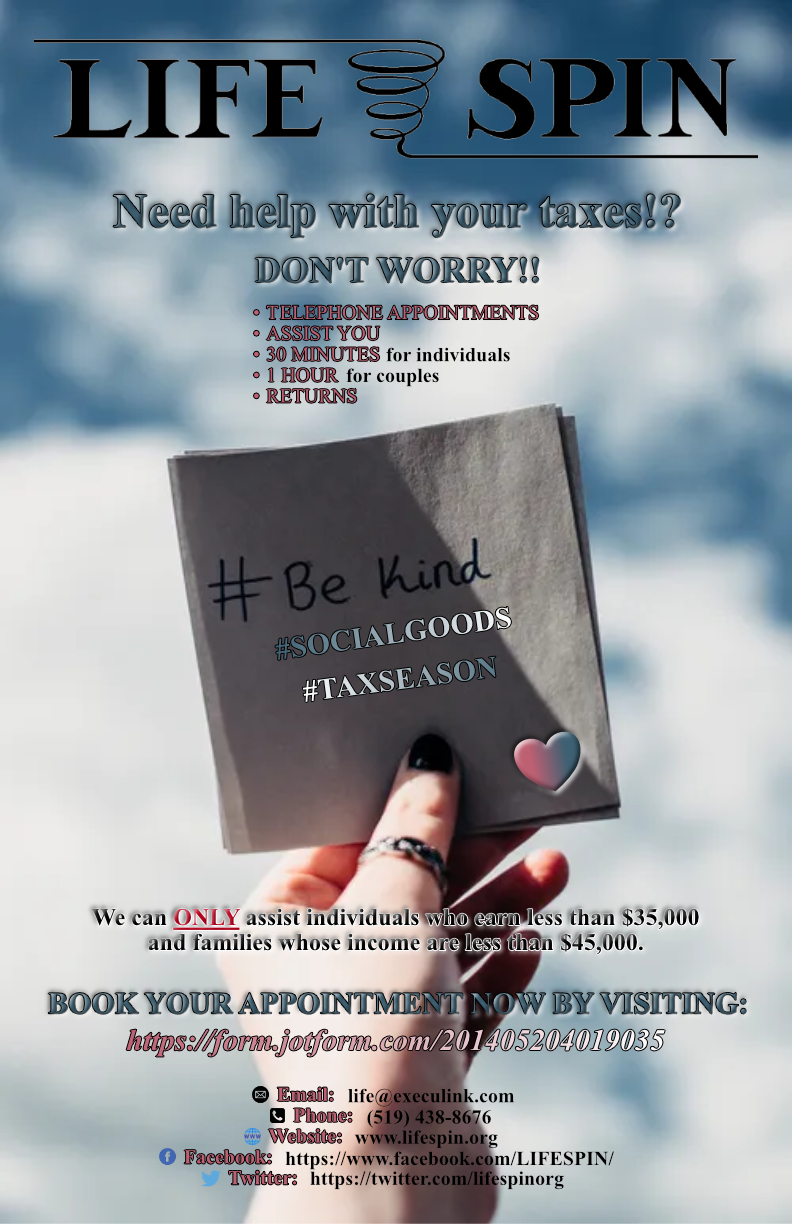 LIFE SPIN
Need help with your taxes!?
DON'T WORRY!!
• TELEPHONE APPOINTMENTS
• ASSIST YOU
• 30 MINUTES for individuals
• 1 HOUR for couples
• RETURNS
# Be Kind
#SOCIALGOODS
#TAXSEASON
We can ONLY assist individuals who earn less than $35,000
and families whose income are less than $45,000.
BOOK YOUR APPOINTMENT NOW BY VISITING:
https://form.jotform.com/201405204019035
Email: life@execulink.com
Phone: (519) 438-8676
www Website: www.lifespin.org
f Facebook: https://www.facebook.com/LIFESPIN/
Twitter: https://twitter.com/lifespinorg